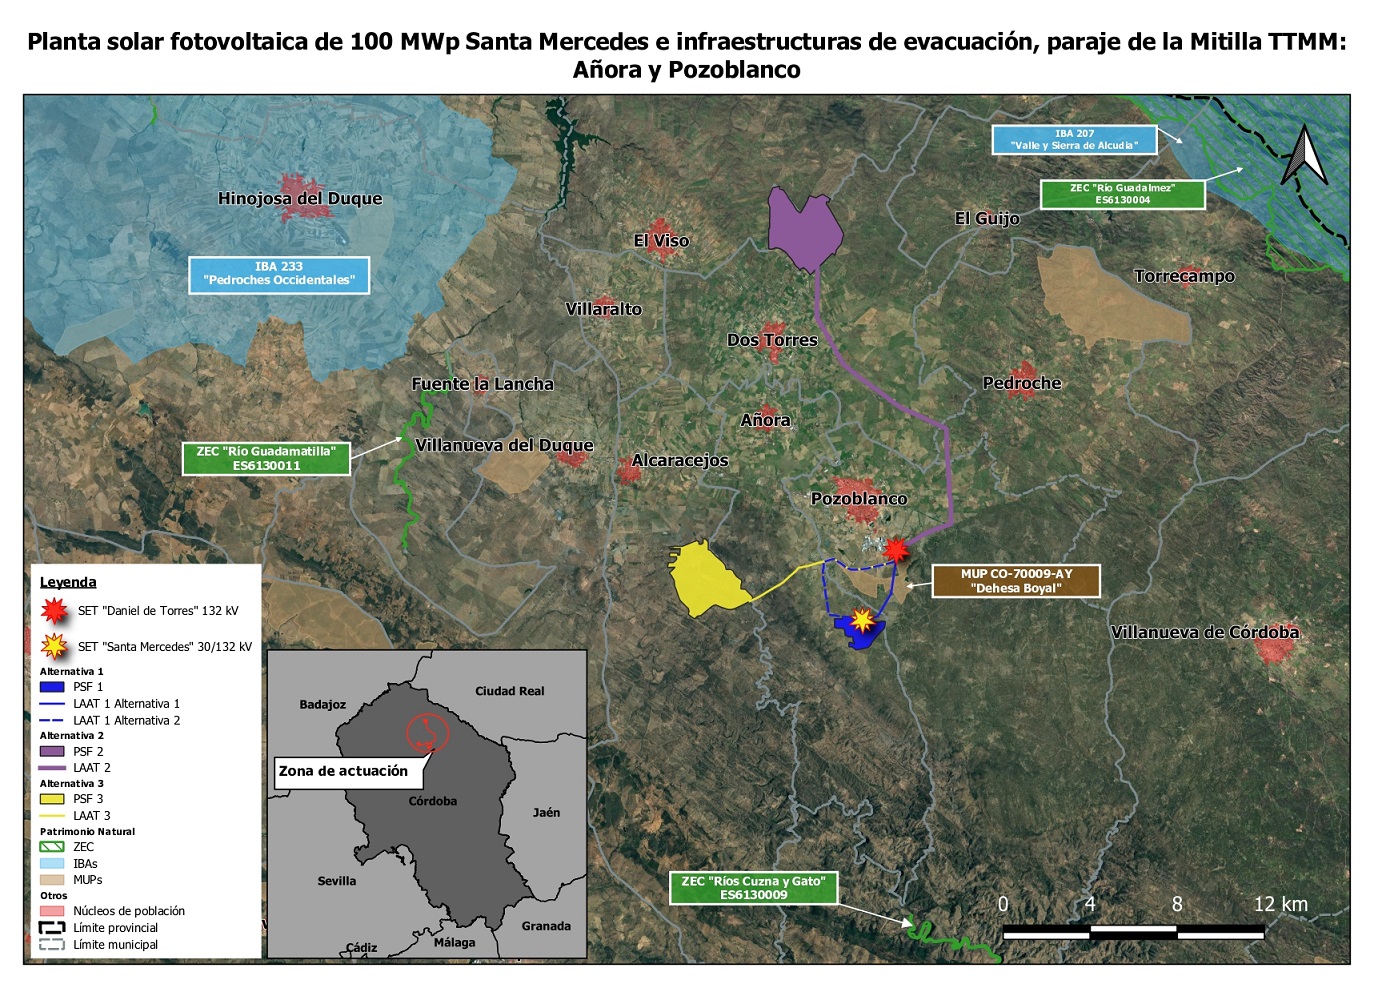 Planta solar fotovoltaica de 100 MWp Santa Mercedes e infraestructuras de evacuación, paraje de la Mitilla TTMM:
Añora y Pozoblanco
IBA 207
"Valle y Sierra de Alcudia"
ZEC "Río Guadalmez"
ES6130004
Hinojosa del Duque
El Viso
El Guijo
IBA 233
"Pedroches Occidentales"
Torrecampo
Villaralto
Dos Torres
Fuente la Lancha
Pedroche
Añora
ZEC "Río Guadamatilla"
ES6130011
Villanueva del Duque
Alcaracejos
Pozoblanco
MUP CO-70009-AY
"Dehesa Boyal"
Villanueva de Córdoba
Leyenda
SET "Daniel de Torres" 132 kV
SET "Santa Mercedes" 30/132 kV
Alternativa 1
PSF 1
LAAT 1 Alternativa 1
LAAT 1 Alternativa 2
Alternativa 2
PSF 2
LAAT 2
Alternativa 3
PSF 3
LAAT 3
Patrimonio Natural
ZEC
IBAs
MUPs
Otros
Núcleos de población
Límite provincial
Límite municipal
Badajoz
Ciudad Real
Zona de actuación
Córdoba
Jaén
Sevilla
Granada
Málaga
Cádiz
ZEC "Ríos Cuzna y Gato"
ES6130009
0 4 8 12 km